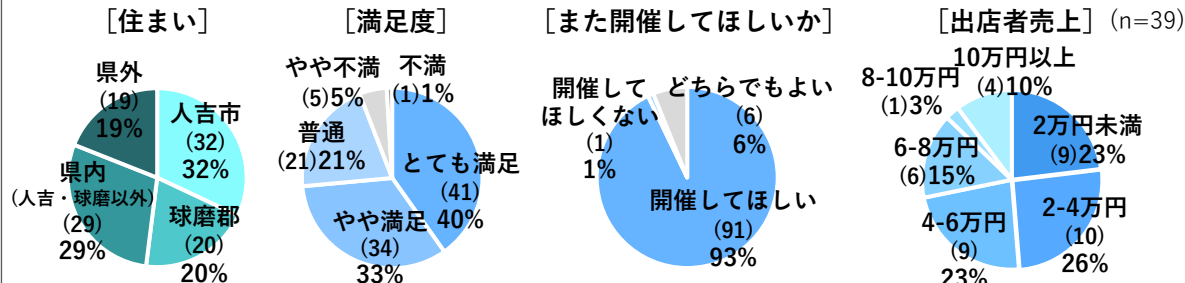 [住まい]
県外
(19)
19%
人吉市
(32)
32%
県内
(人吉・球磨以外)
(29)
29%
球磨郡
(20)
20%
[満足度]
やや不満
(5)5%
不満
(1)1%
普通
(21)21%
とても満足
(41)
40%
やや満足
(34)
33%
[また開催してほしいか]
開催して
ほしくない
(1)
1%
どちらでもよい
(6)
6%
開催してほしい
(91)
93%
[出店者売上] (n=39)
10万円以上
(4)10%
8-10万円
(1)3%
2万円未満
(9)23%
6-8万円
(6)15%
2-4万円
(10)
26%
4-6万円
(9)
23%